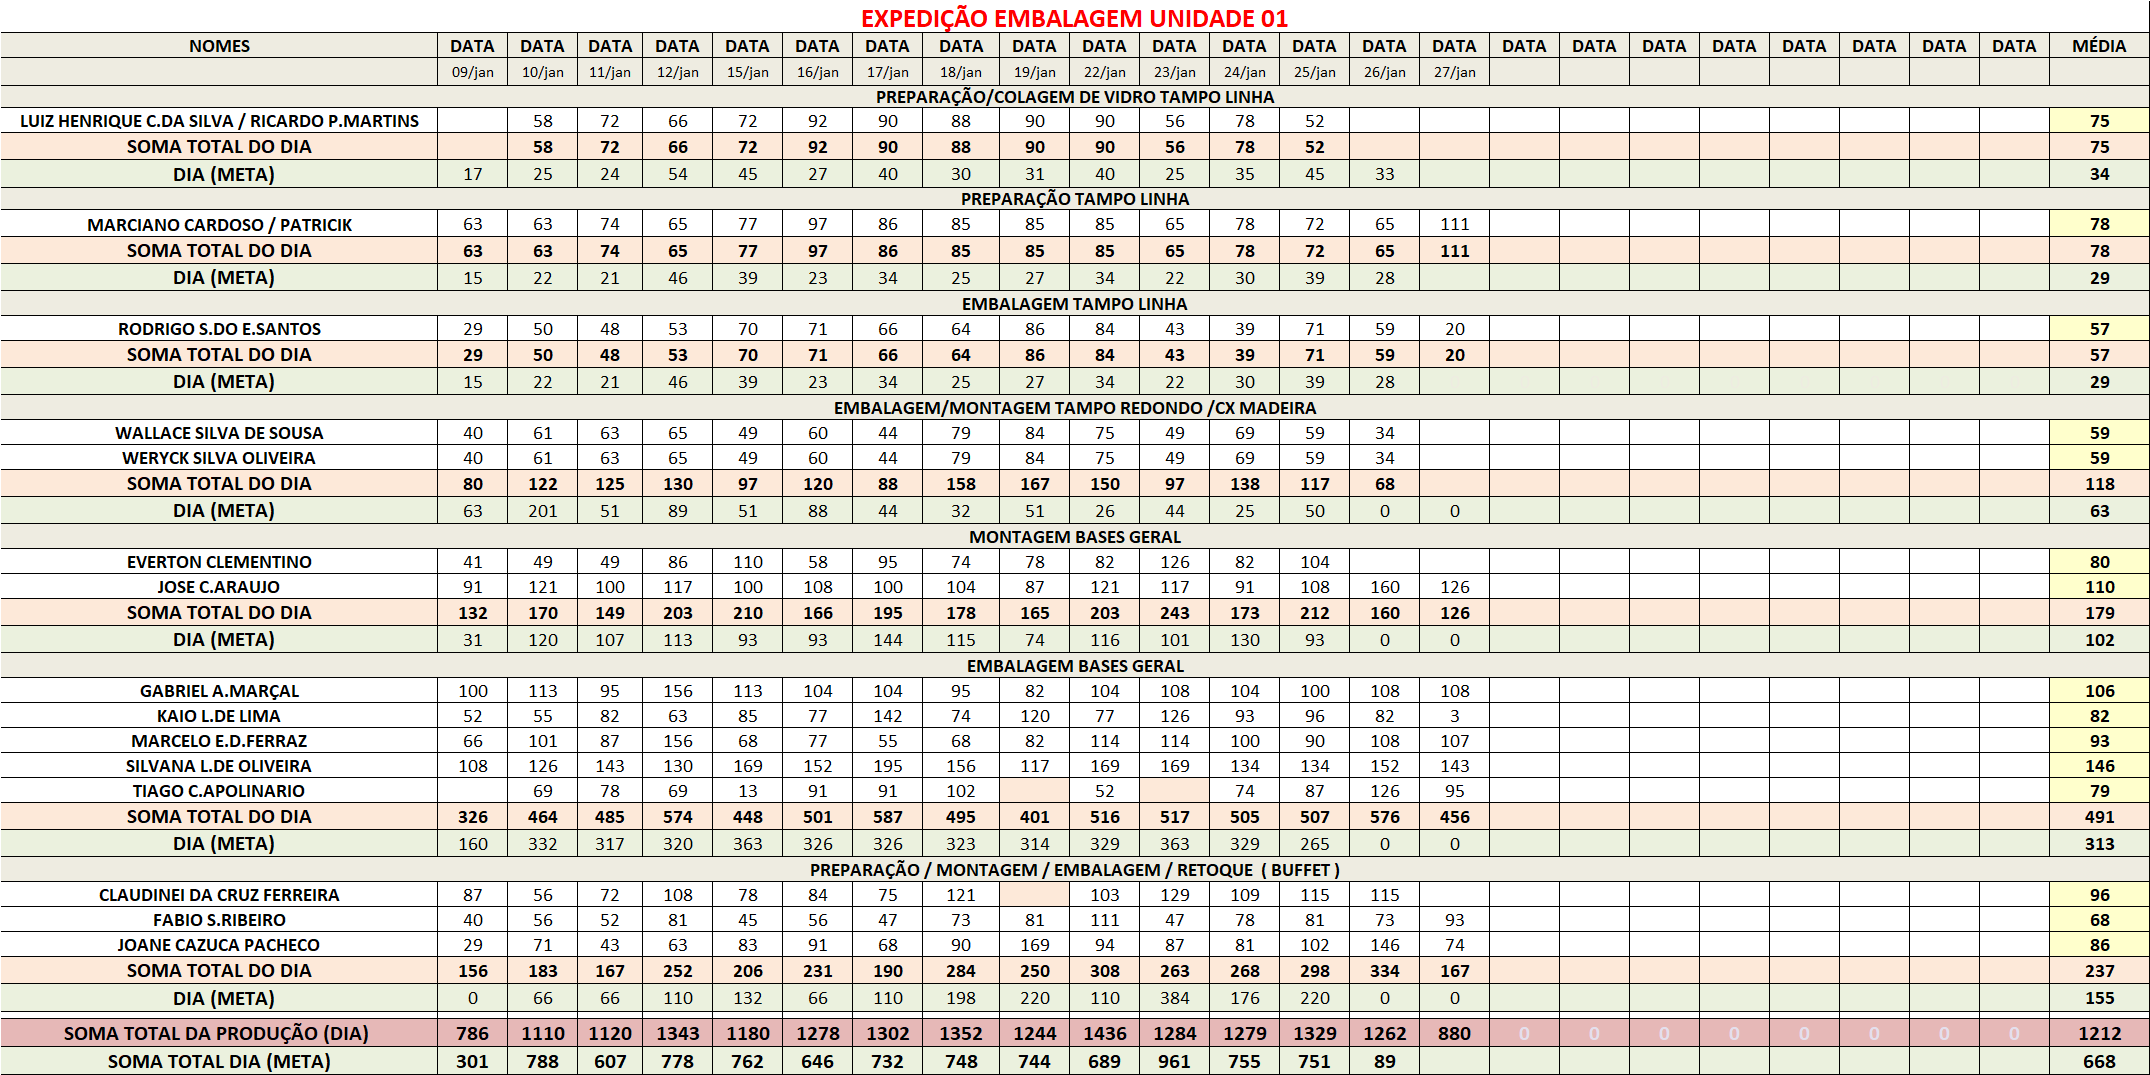 EXPEDIÇÃO EMBALAGEM UNIDADE 01
NOMES DATA DATA DATA DATA DATA DATA DATA DATA DATA DATA DATA DATA DATA DATA DATA DATA DATA DATA DATA DATA DATA DATA DATA MÉDIA
09/jan 10/jan 11/jan 12/jan 15/jan 16/jan 17/jan 18/jan 19/jan 22/jan 23/jan 24/jan 25/jan 26/jan 27/jan
PREPARAÇÃO/COLAGEM DE VIDRO TAMPO LINHA
LUIZ HENRIQUE C.DA SILVA / RICARDO P.MARTINS 58 72 66 72 92 90 88 90 90 56 78 52 75
SOMA TOTAL DO DIA 58 72 66 72 92 90 88 90 90 56 78 52 75
DIA (META) 17 25 24 54 45 27 40 30 31 40 25 35 45 33 34
PREPARAÇÃO TAMPO LINHA
MARCIANO CARDOSO / PATRICIK 63 63 74 65 77 97 86 85 85 85 65 78 72 65 111 78
SOMA TOTAL DO DIA 63 63 74 65 77 97 86 85 85 85 65 78 72 65 111 78
DIA (META) 15 22 21 46 39 23 34 25 27 34 22 30 39 28 29
EMBALAGEM TAMPO LINHA
RODRIGO S.DO E.SANTOS 29 50 48 53 70 71 66 64 86 84 43 39 71 59 20 57
SOMA TOTAL DO DIA 29 50 48 53 70 71 66 64 86 84 43 39 71 59 20 57
DIA (META) 15 22 21 46 39 23 34 25 27 34 22 30 39 28 29
EMBALAGEM/MONTAGEM TAMPO REDONDO /CX MADEIRA
WALLACE SILVA DE SOUSA 40 61 63 65 49 60 44 79 84 75 49 69 59 34 59
WERYCK SILVA OLIVEIRA 40 61 63 65 49 60 44 79 84 75 49 69 59 34 59
SOMA TOTAL DO DIA 80 122 125 130 97 120 88 158 167 150 97 138 117 68 118
DIA (META) 63 201 51 89 51 88 44 32 51 26 44 25 50 0 0 63
MONTAGEM BASES GERAL
EVERTON CLEMENTINO 41 49 49 86 110 58 95 74 78 82 126 82 104 80
JOSE C.ARAUJO 91 121 100 117 100 108 100 104 87 121 117 91 108 160 126 110
SOMA TOTAL DO DIA 132 170 149 203 210 166 195 178 165 203 243 173 212 160 126 179
DIA (META) 31 120 107 113 93 93 144 115 74 116 101 130 93 0 0 102
EMBALAGEM BASES GERAL
GABRIEL A.MARÇAL 100 113 95 156 113 104 104 95 82 104 108 104 100 108 108 106
KAIO L.DE LIMA 52 55 82 63 85 77 142 74 120 77 126 93 96 82 3 82
MARCELO E.D.FERRAZ 66 101 87 156 68 77 55 68 82 114 114 100 90 108 107 93
SILVANA L.DE OLIVEIRA 108 126 143 130 169 152 195 156 117 169 169 134 134 152 143 146
TIAGO C.APOLINARIO 69 78 69 13 91 91 102 52 74 87 126 95 79
SOMA TOTAL DO DIA 326 464 485 574 448 501 587 495 401 516 517 505 507 576 456 491
DIA (META) 160 332 317 320 363 326 326 323 314 329 363 329 265 0 0 313
PREPARAÇÃO / MONTAGEM / EMBALAGEM / RETOQUE ( BUFFET )
CLAUDINEI DA CRUZ FERREIRA 87 56 72 108 78 84 75 121 103 129 109 115 115 96
FABIO S.RIBEIRO 40 56 52 81 45 56 47 73 81 111 47 78 81 73 93 68
JOANE CAZUCA PACHECO 29 71 43 63 83 91 68 90 169 94 87 81 102 146 74 86
SOMA TOTAL DO DIA 156 183 167 252 206 231 190 284 250 308 263 268 298 334 167 237
DIA (META) 0 66 66 110 132 66 110 198 220 110 384 176 220 0 0 155
SOMA TOTAL DA PRODUÇÃO (DIA) 786 1110 1120 1343 1180 1278 1302 1352 1244 1436 1284 1279 1329 1262 880 0 0 0 0 0 0 0 0 1212
SOMA TOTAL DIA (META) 301 788 607 778 762 646 732 748 744 689 961 755 751 89 668